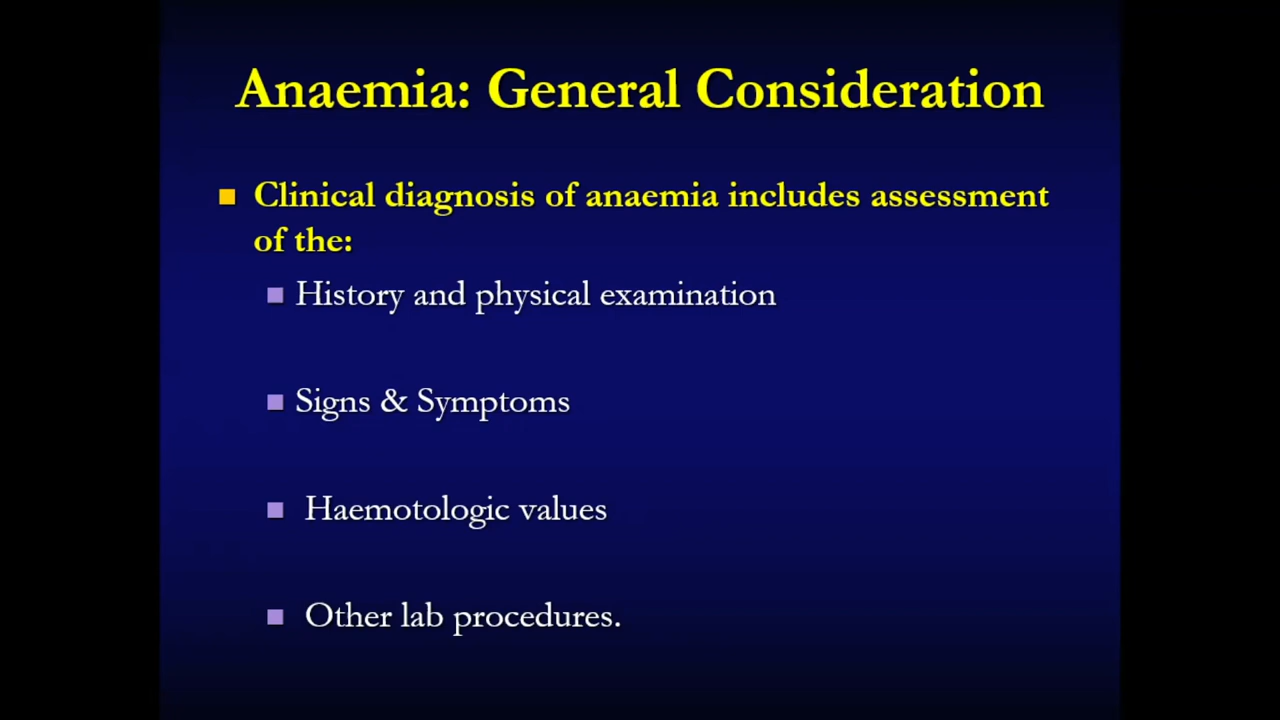 Anaemia: General Consideration
Clinical diagnosis of anaemia includes assessment
of the:
History and physical examination
Signs & Symptoms
Haemotologic values
Other lab procedures.